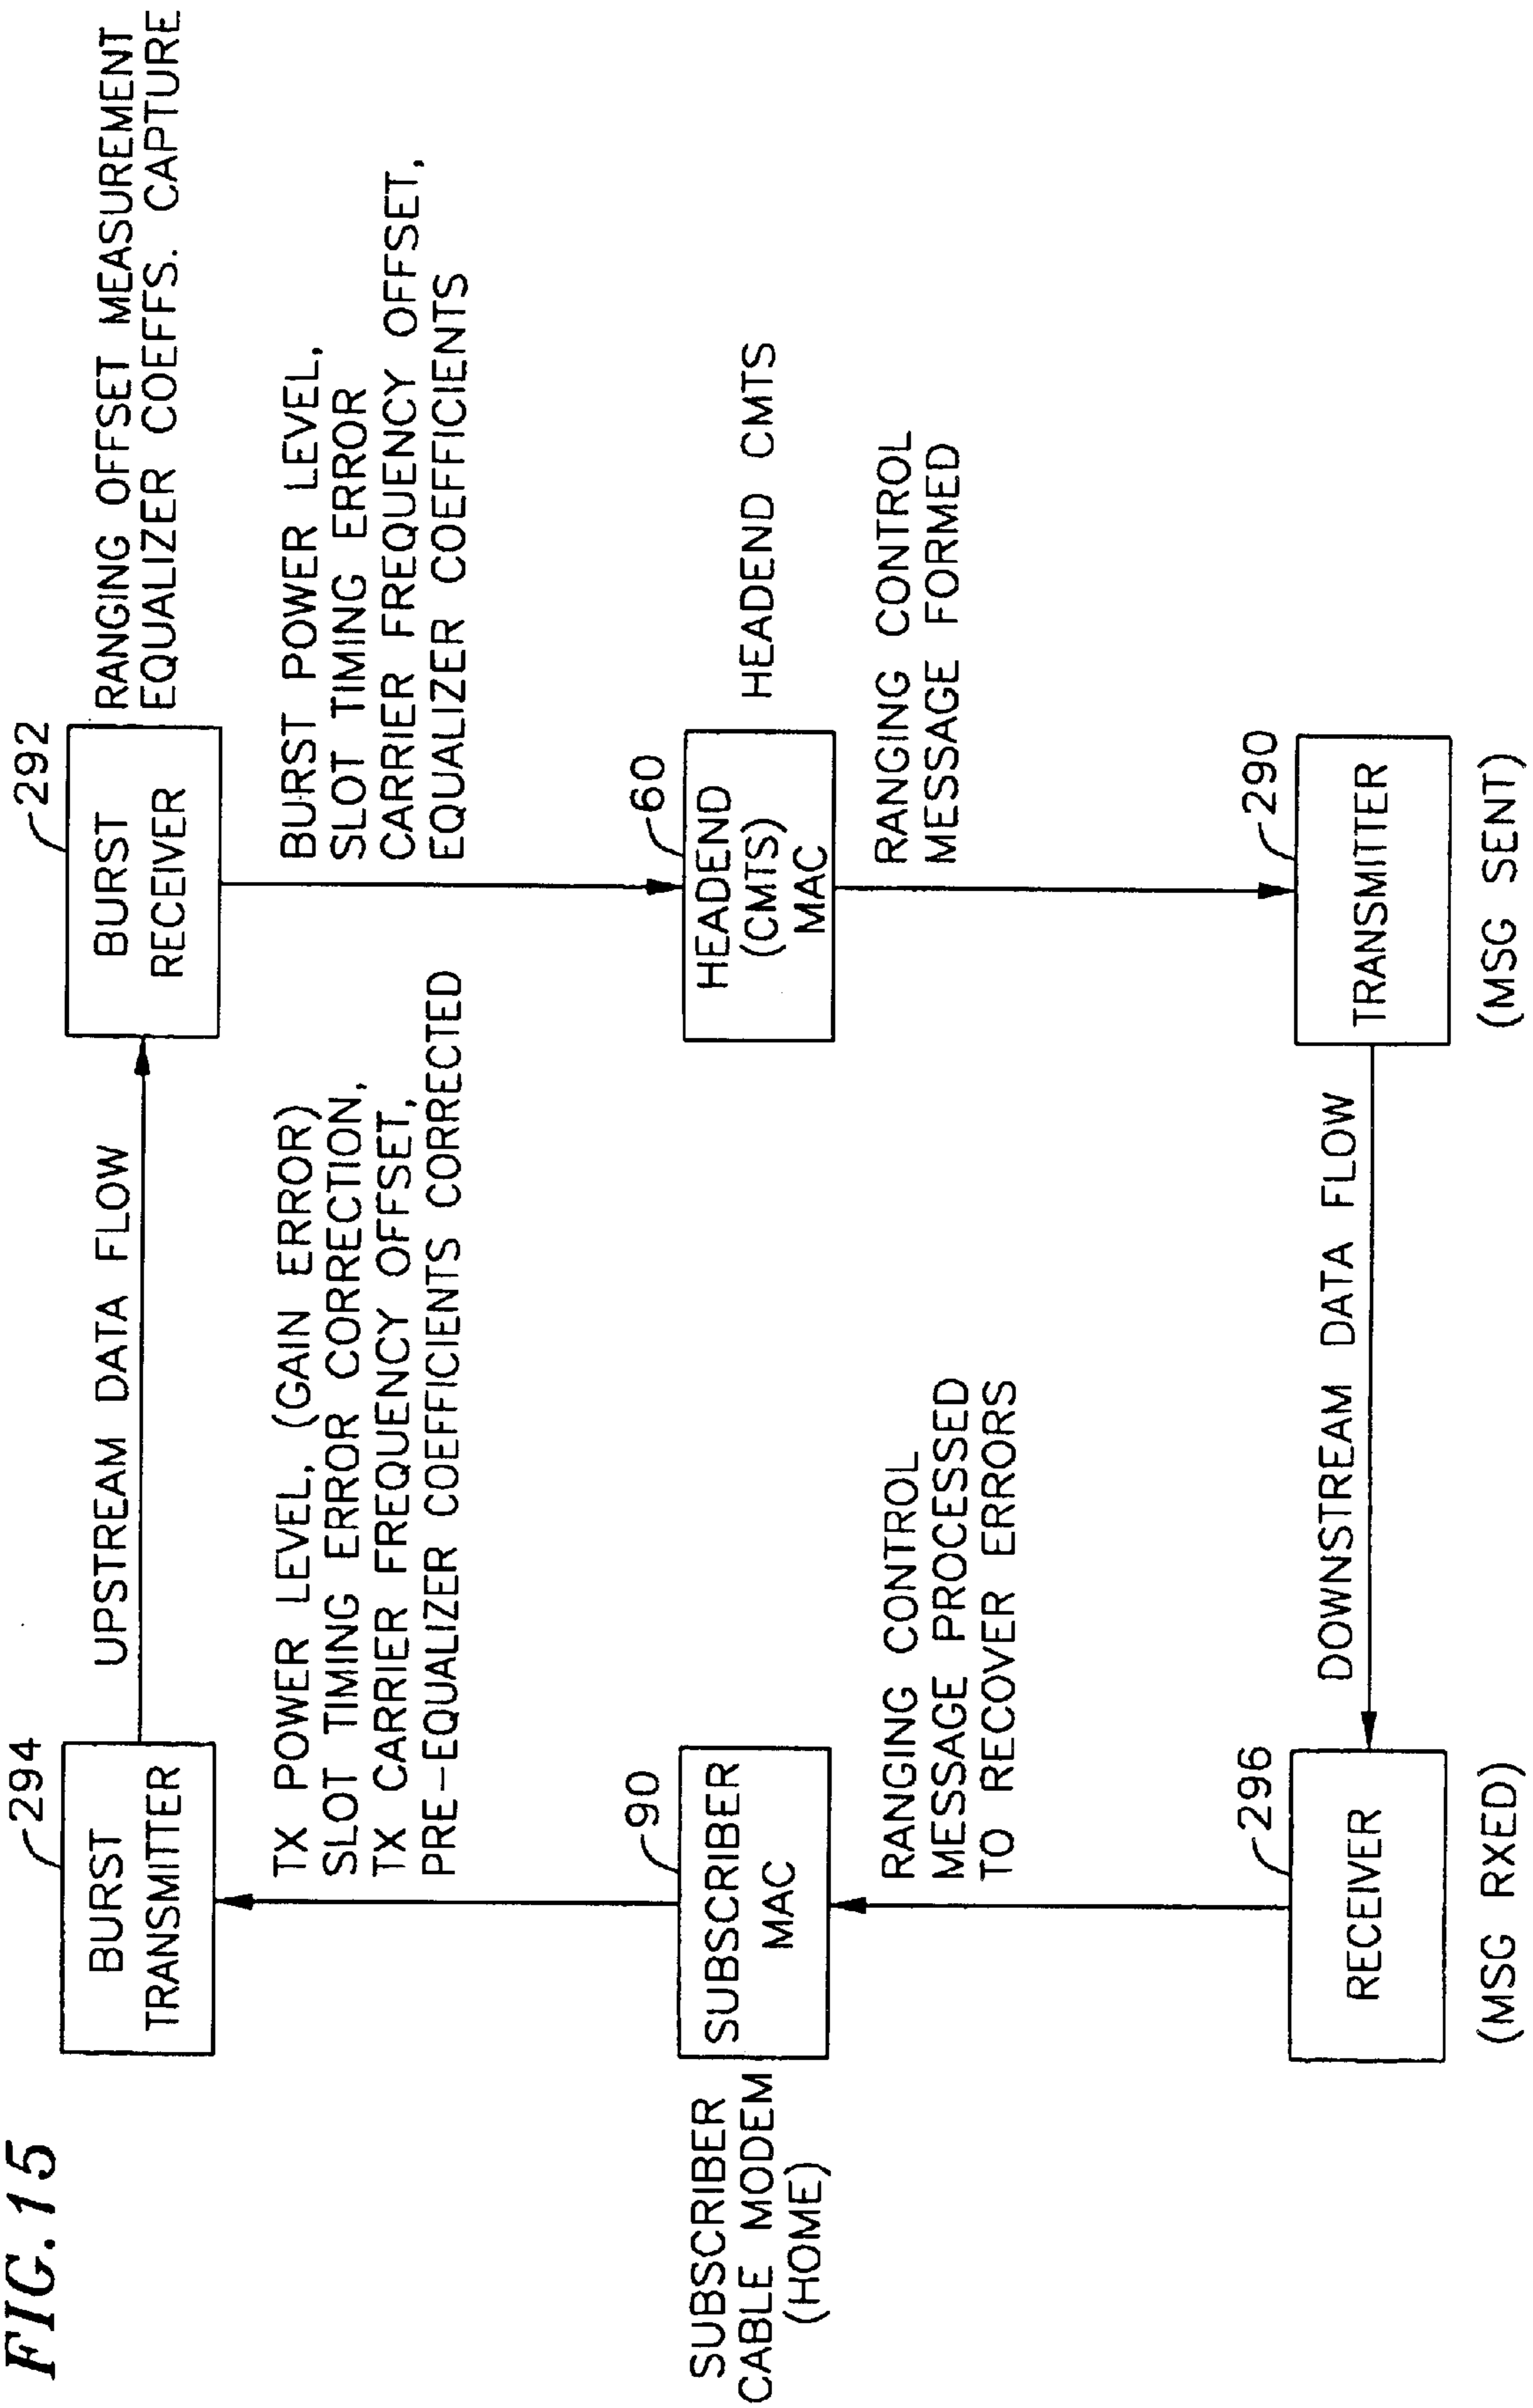 FIG. 15
294
BURST
TRANSMITTER
UPSTREAM DATA FLOW
292
BURST
RECEIVER
RANGING OFFSET MEASUREMENT
EQUALIZER COEFFS. CAPTURE
TX POWER LEVEL, (GAIN ERROR)
SLOT TIMING ERROR CORRECTION,
TX CARRIER FREQUENCY OFFSET,
PRE-EQUALIZER COEFFICIENTS CORRECTED
BURST POWER LEVEL,
SLOT TIMING ERROR
CARRIER FREQUENCY OFFSET,
EQUALIZER COEFFICIENTS
SUBSCRIBER
CABLE MODEM
(HOME)
90
SUBSCRIBER
MAC
60
HEADEND
(CMTS)
MAC
HEADEND CMTS
RANGING CONTROL
MESSAGE PROCESSED
TO RECOVER ERRORS
RANGING CONTROL
MESSAGE FORMED
296
RECEIVER
(MSG RXED)
DOWNSTREAM DATA FLOW
290
TRANSMITTER
(MSG SENT)